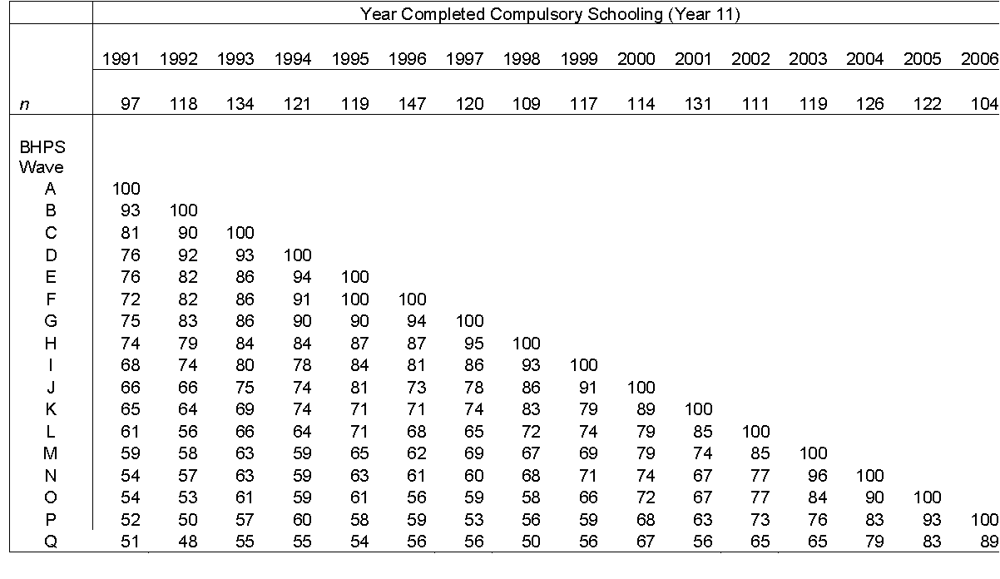 Year Completed Compulsory Schooling (Year 11)
1991 1992 1993 1994 1995 1996 1997 1998 1999 2000 2001 2002 2003 2004 2005 2006
n 97 118 134 121 119 147 120 109 117 114 131 111 119 126 122 104
BHPS
Wave
A 100
B 93 100
C 81 90 100
D 76 92 93 100
E 76 82 86 94 100
F 72 82 86 91 100 100
G 75 83 86 90 90 94 100
H 74 79 84 84 87 87 95 100
I 68 74 80 78 84 81 86 93 100
J 66 66 75 74 81 73 78 86 91 100
K 65 64 69 74 71 71 74 83 79 89 100
L 61 56 66 64 71 68 65 72 74 79 85 100
M 59 58 63 59 65 62 69 67 69 79 74 85 100
N 54 57 63 59 63 61 60 68 71 74 67 77 96 100
O 54 53 61 59 61 56 59 58 66 72 67 77 84 90 100
P 52 50 57 60 58 59 53 56 59 68 63 73 76 83 93 100
Q 51 48 55 55 54 56 56 50 56 67 56 65 65 79 83 89